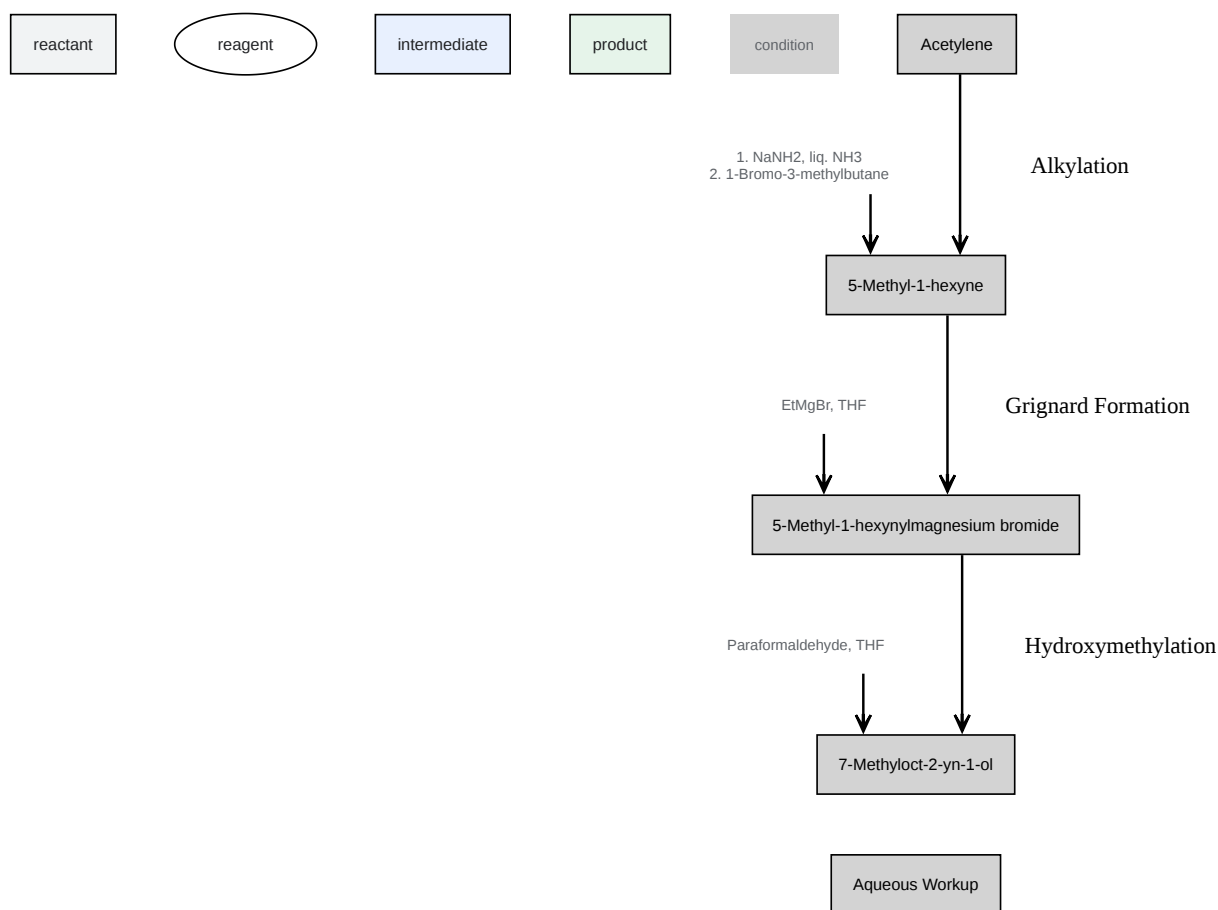 reactant
reagent
intermediate
product
condition
Acetylene
1. NaNH2, liq. NH3
2. 1-Bromo-3-methylbutane
Alkylation
5-Methyl-1-hexyne
EtMgBr, THF
Grignard Formation
5-Methyl-1-hexynylmagnesium bromide
Paraformaldehyde, THF
Hydroxymethylation
7-Methyloct-2-yn-1-ol
Aqueous Workup